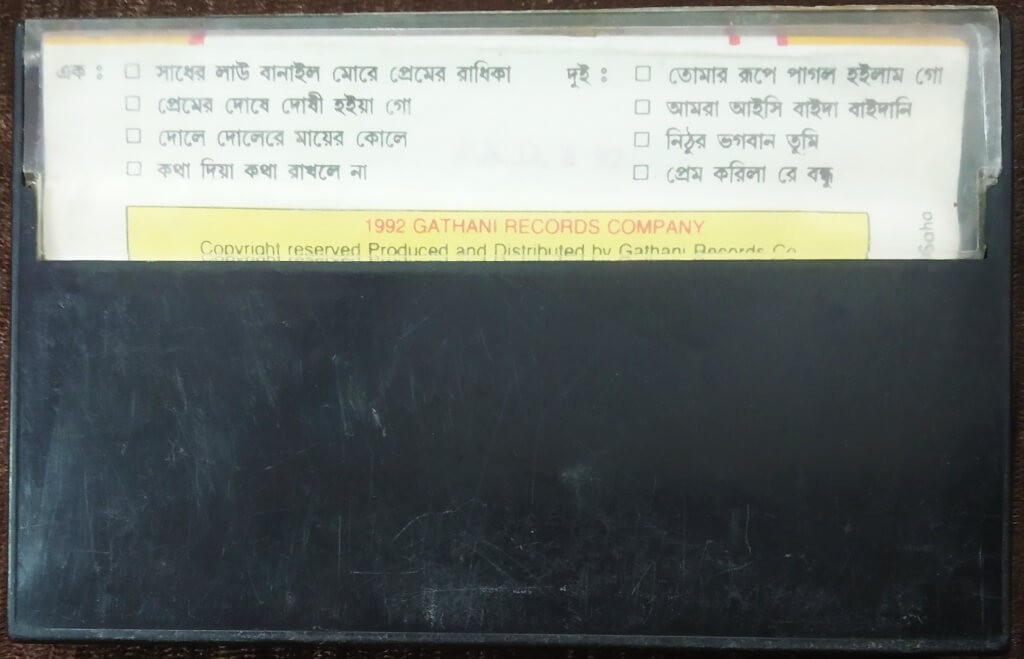 এক : □ সাধের লাউ বানাইল মোরে প্রেমের রাধিকা
□ প্রেমের দোষে দোষী হইয়া গো
□ দোলে দোলেরে মায়ের কোলে
□ কথা দিয়া কথা রাখলে না
দুই : □ তোমার রূপে পাগল হইলাম গো
□ আমরা আইসি বাইদা বাইদানি
□ নিঠুর ভগবান তুমি
□ প্রেম করিলা রে বন্ধু
1992 GATHANI RECORDS COMPANY
Copyright reserved Produced and Distributed by Gathani Records Co
Saha